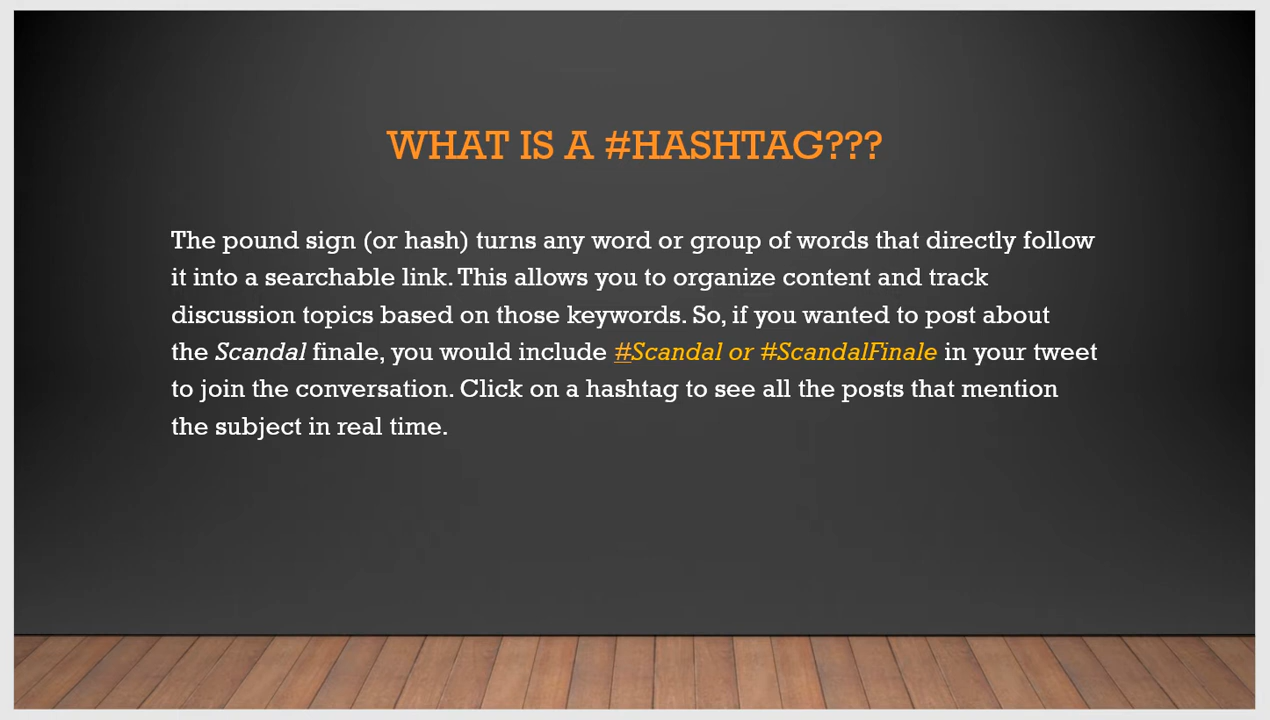 WHAT IS A #HASHTAG???
The pound sign (or hash) turns any word or group of words that directly follow
it into a searchable link. This allows you to organize content and track
discussion topics based on those keywords. So, if you wanted to post about
the Scandal finale, you would include #Scandal or #ScandalFinale in your tweet
to join the conversation. Click on a hashtag to see all the posts that mention
the subject in real time.